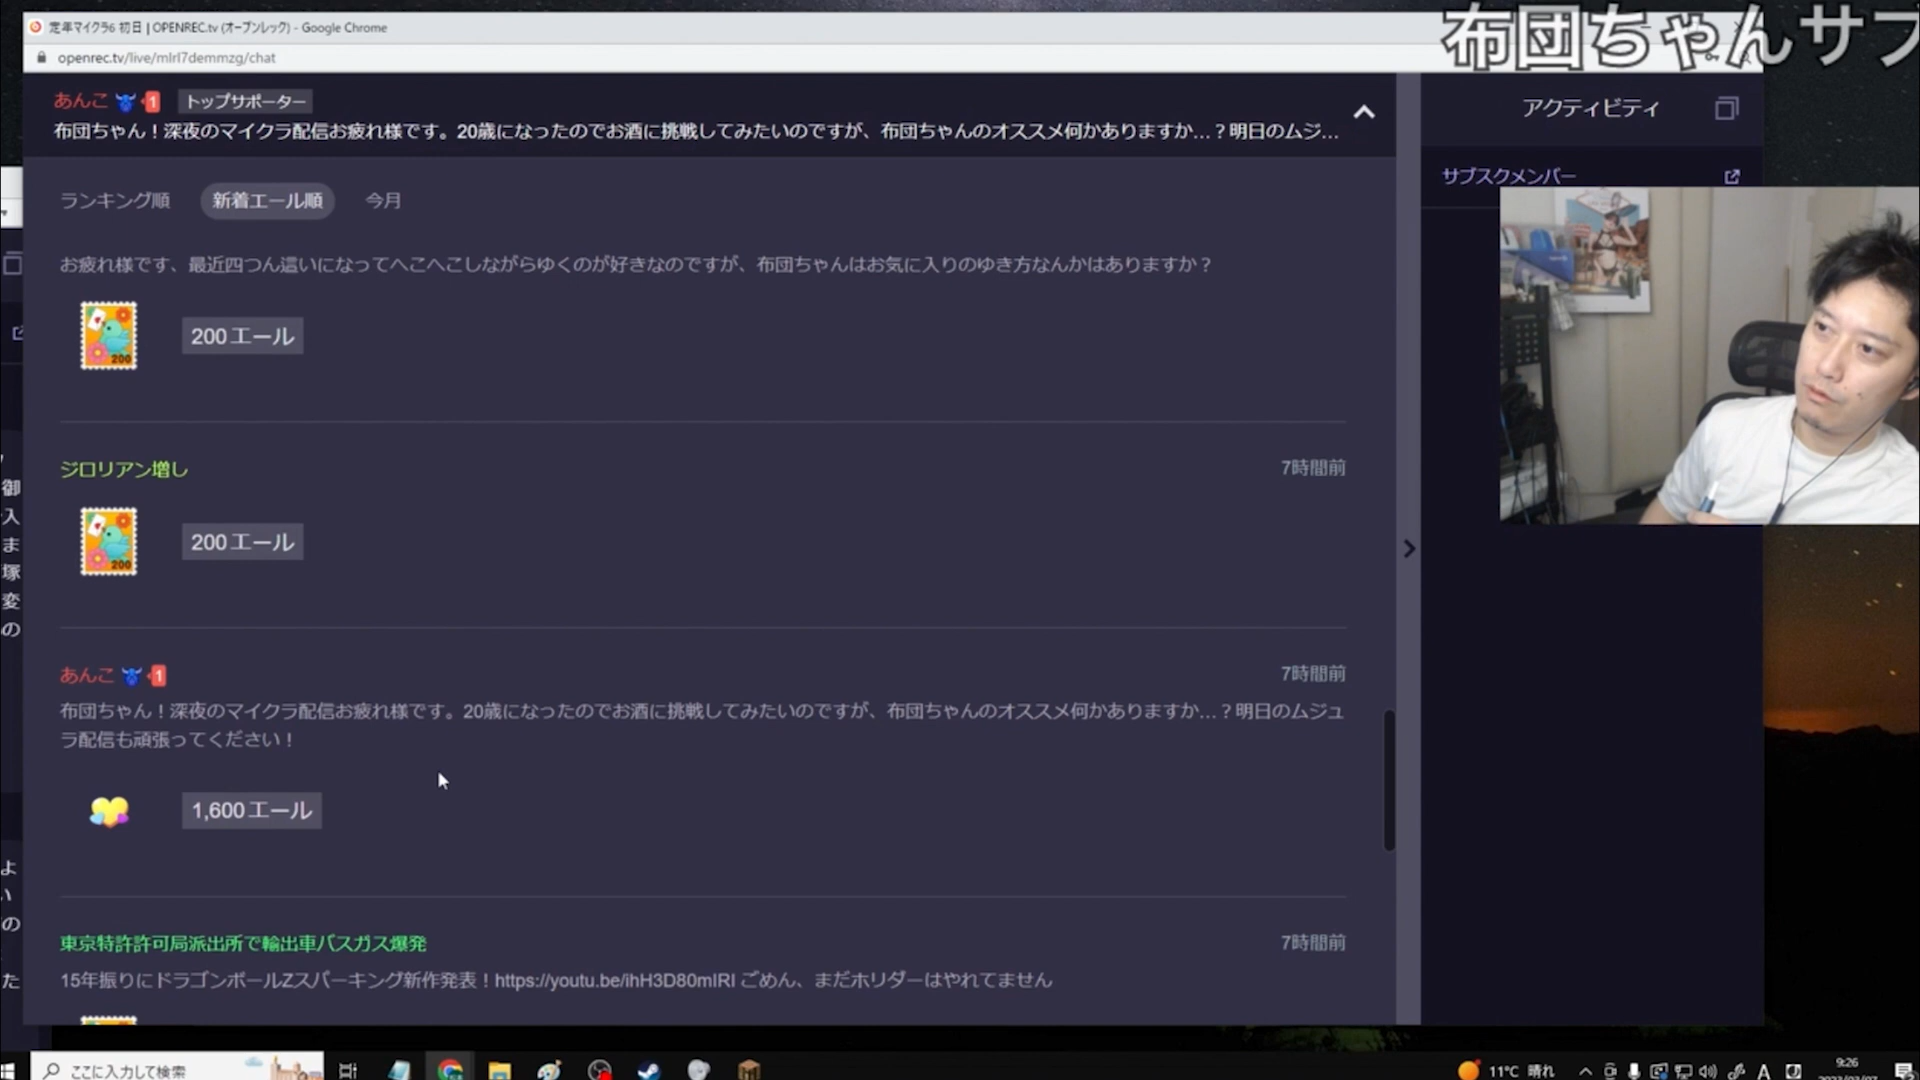 布団ちゃんサブ
定年マイクラ6 初日 | OPENREC.tv (オープンレック) - Google Chrome
openrec.tv/live/mlrl7demmzg/chat
あんこ 1 トップサポーター
布団ちゃん！深夜のマイクラ配信お疲れ様です。20歳になったのでお酒に挑戦してみたいのですが、布団ちゃんのオススメ何かありますか…？明日のムジ...
アクティビティ
サブスクメンバー
ランキング順 新着エール順 今月
お疲れ様です、最近四つん這いになってへこへこしながらゆくのが好きなのですが、布団ちゃんはお気に入りのゆき方なんかはありますか？
200
200エール
ジロリアン増し 7時間前
200
200エール
あんこ 1 7時間前
布団ちゃん！深夜のマイクラ配信お疲れ様です。20歳になったのでお酒に挑戦してみたいのですが、布団ちゃんのオススメ何かありますか…？明日のムジュ
ラ配信も頑張ってください！
1,600エール
東京特許許可局派出所で輸出車バスガス爆発 7時間前
15年振りにドラゴンボールZスパーキング新作発表！https://youtu.be/ihH3D80mIRI ごめん、まだホリダーはやれてません
御
入
ま
塚
変
の
よ
い
の
た
ここに入力して検索
11°C 晴れ
A
9:26